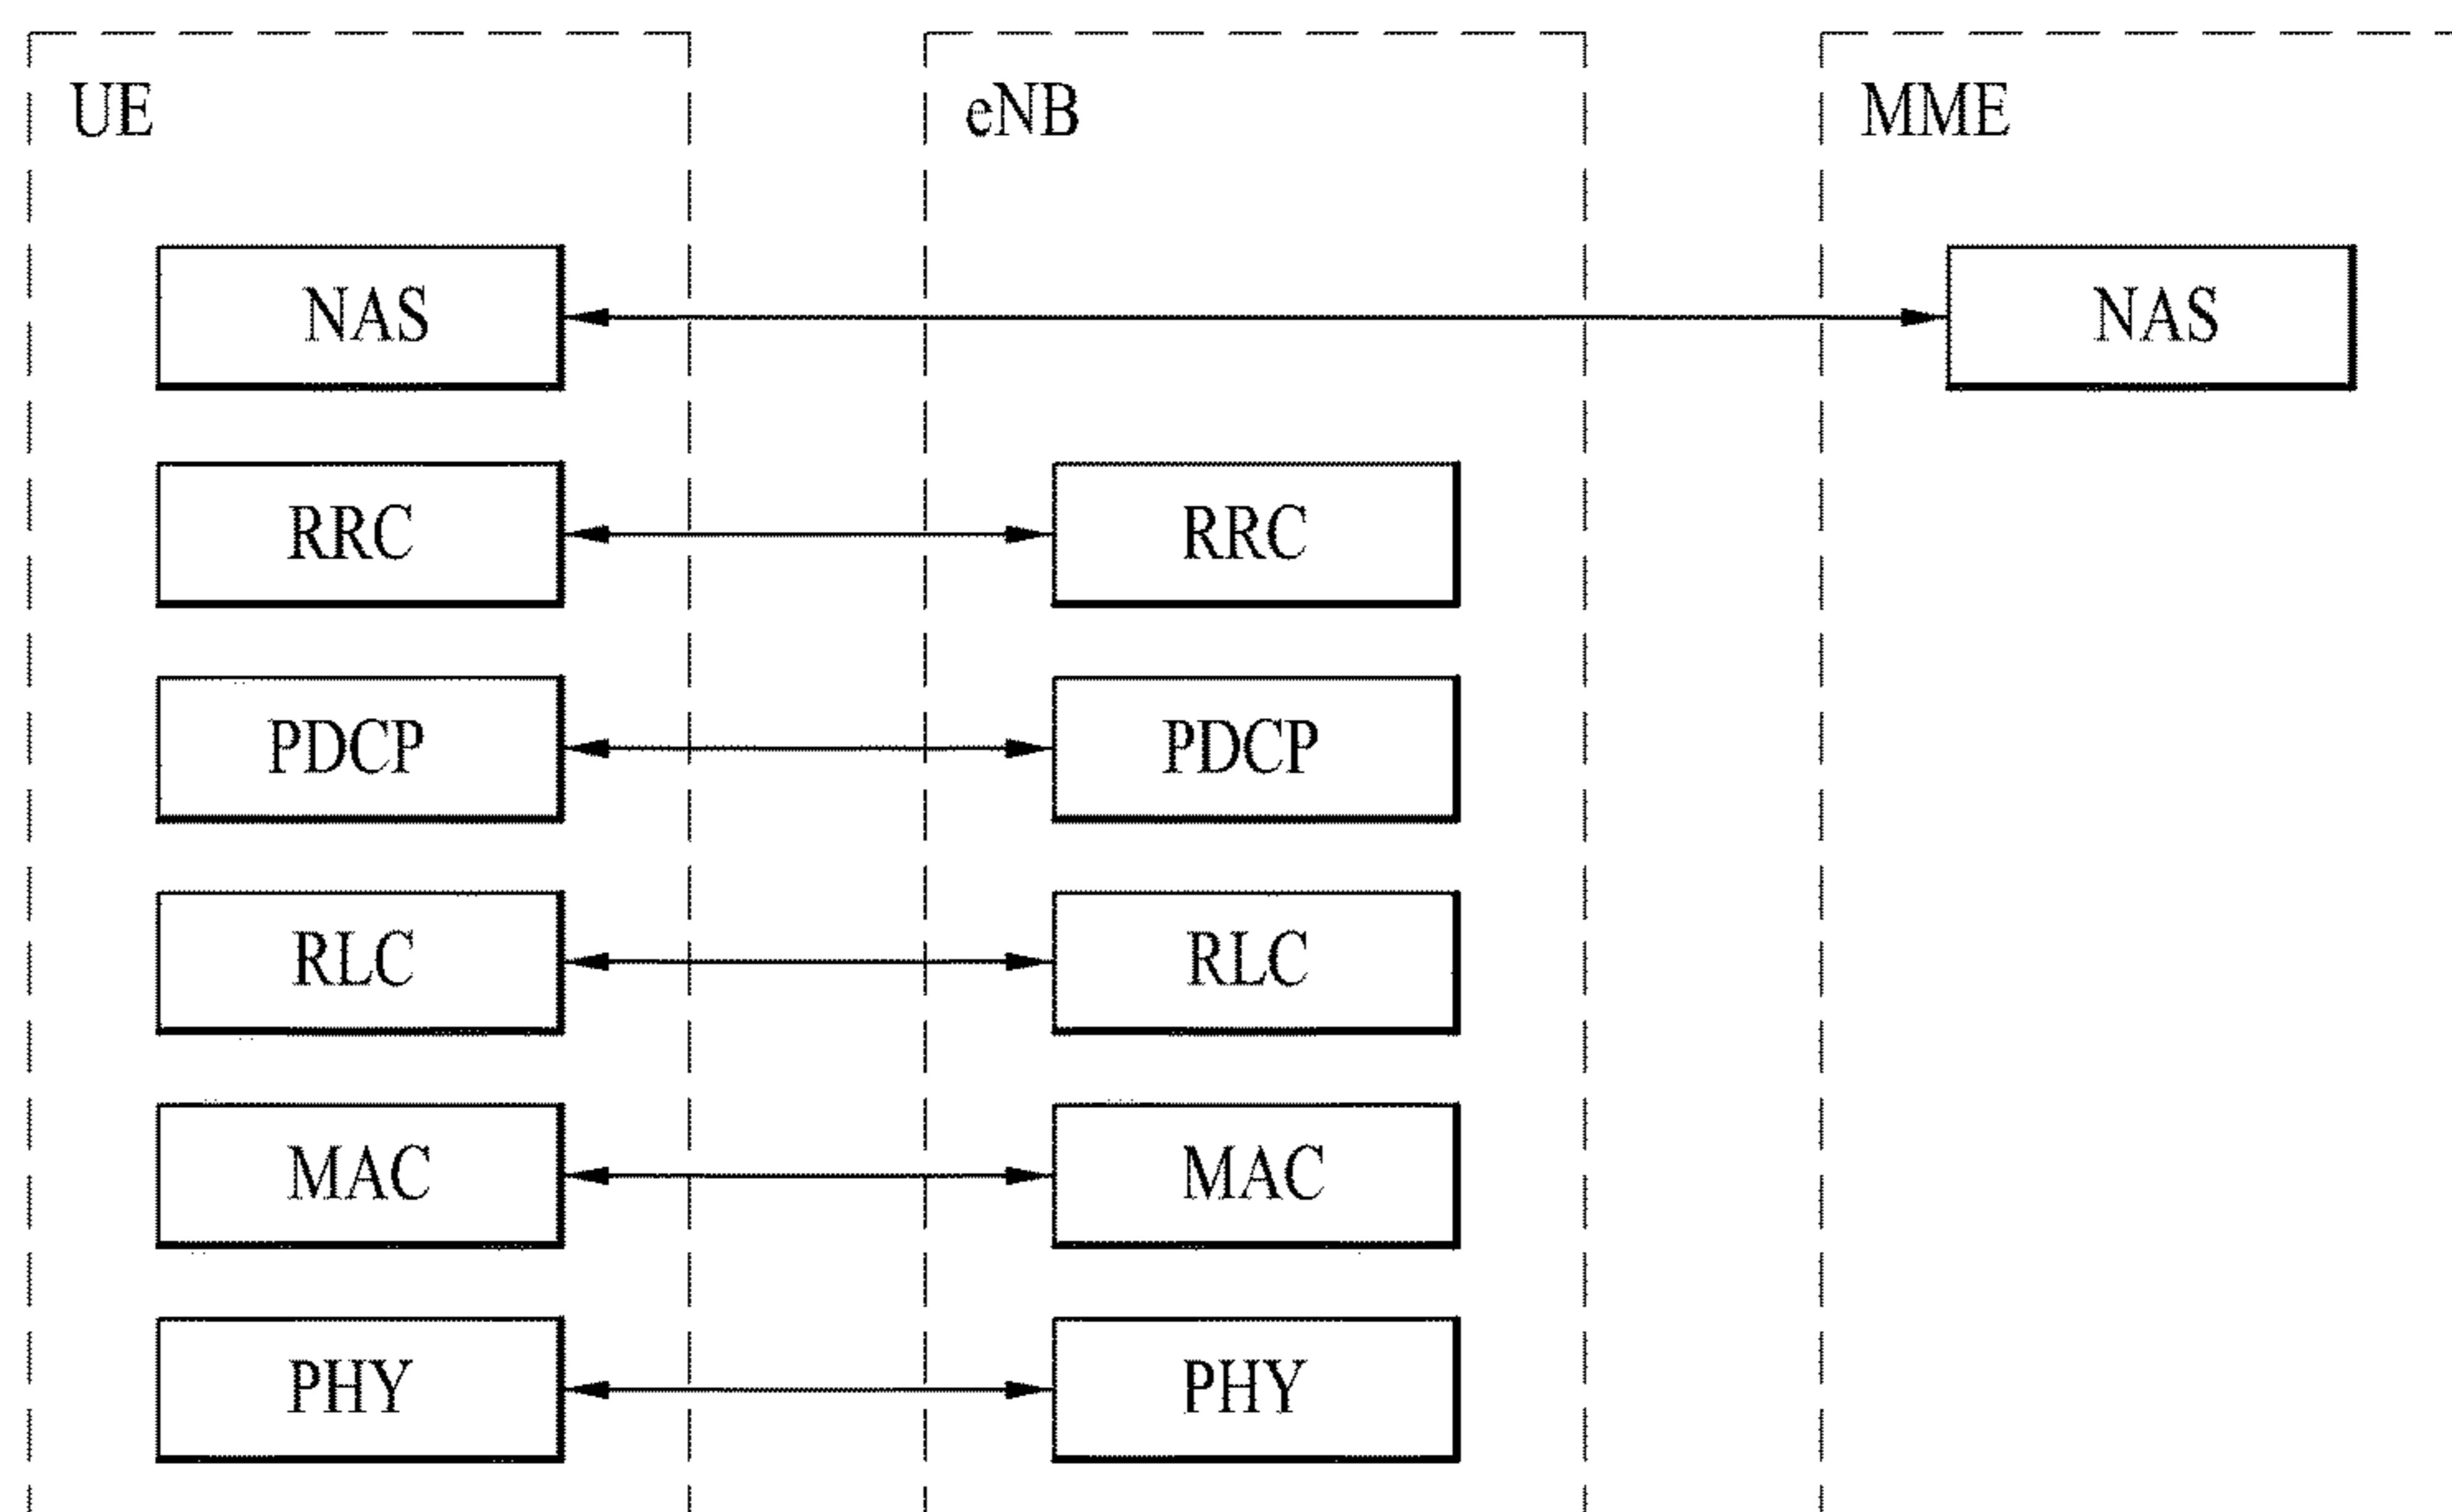 UE eNB MME
NAS NAS
RRC RRC
PDCP PDCP
RLC RLC
MAC MAC
PHY PHY